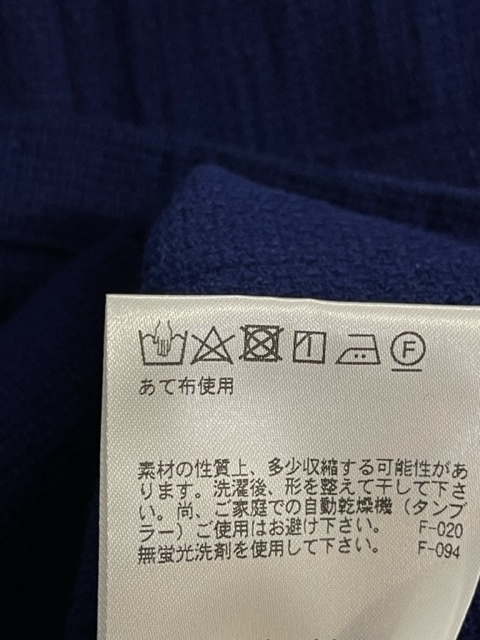 F
あて布使用
素材の性質上、多少収縮する可能性があ
ります。洗濯後、形を整えて干して下さ
い。尚、ご家庭での自動乾燥機（タンブ
ラー）ご使用はお避け下さい。 F-020
無蛍光洗剤を使用して下さい。 F-094